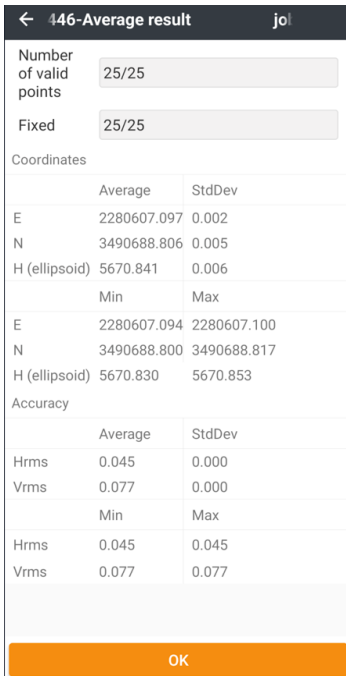 446-Average result
Number of valid points 25/25
Fixed 25/25
Coordinates
Average StdDev
E 2280607.097 0.002
N 3490688.806 0.005
H (ellipsoid) 5670.841 0.006
Min Max
E 2280607.094 2280607.100
N 3490688.800 3490688.817
H (ellipsoid) 5670.830 5670.853
Accuracy
Average StdDev
Hrms 0.045 0.000
Vrms 0.077 0.000
Min Max
Hrms 0.045 0.045
Vrms 0.077 0.077
OK